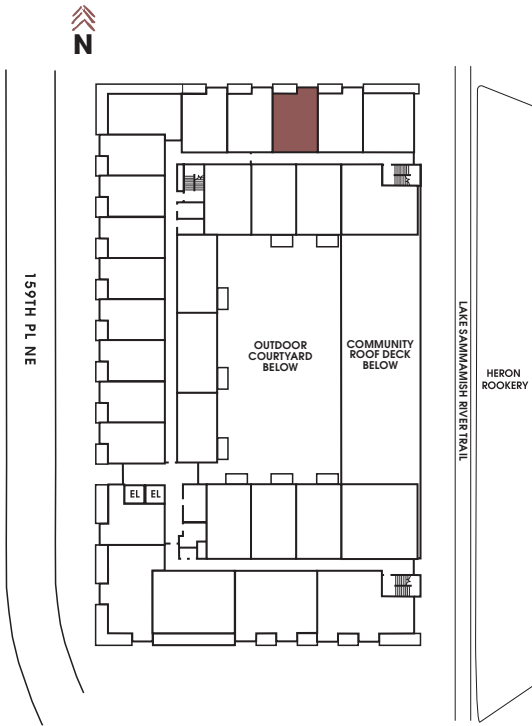 N
159TH PL NE
OUTDOOR
COURTYARD
BELOW
COMMUNITY
ROOF DECK
BELOW
LAKE SAMMAMISH RIVER TRAIL
HERON
ROOKERY
EL
EL